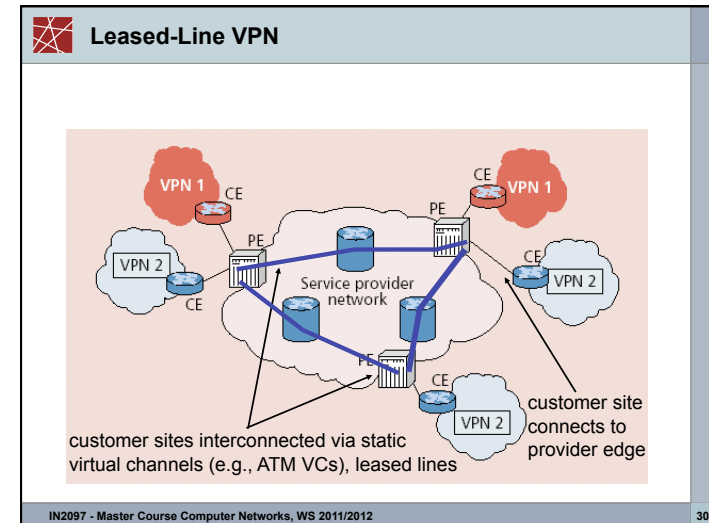 Leased-Line VPN
VPN 1
CE
CE
VPN 1
PE
PE
VPN 2
CE
CE
VPN 2
Service provider
network
PE
CE
VPN 2
customer site
connects to
provider edge
customer sites interconnected via static
virtual channels (e.g., ATM VCs), leased lines
IN2097 - Master Course Computer Networks, WS 2011/2012
30